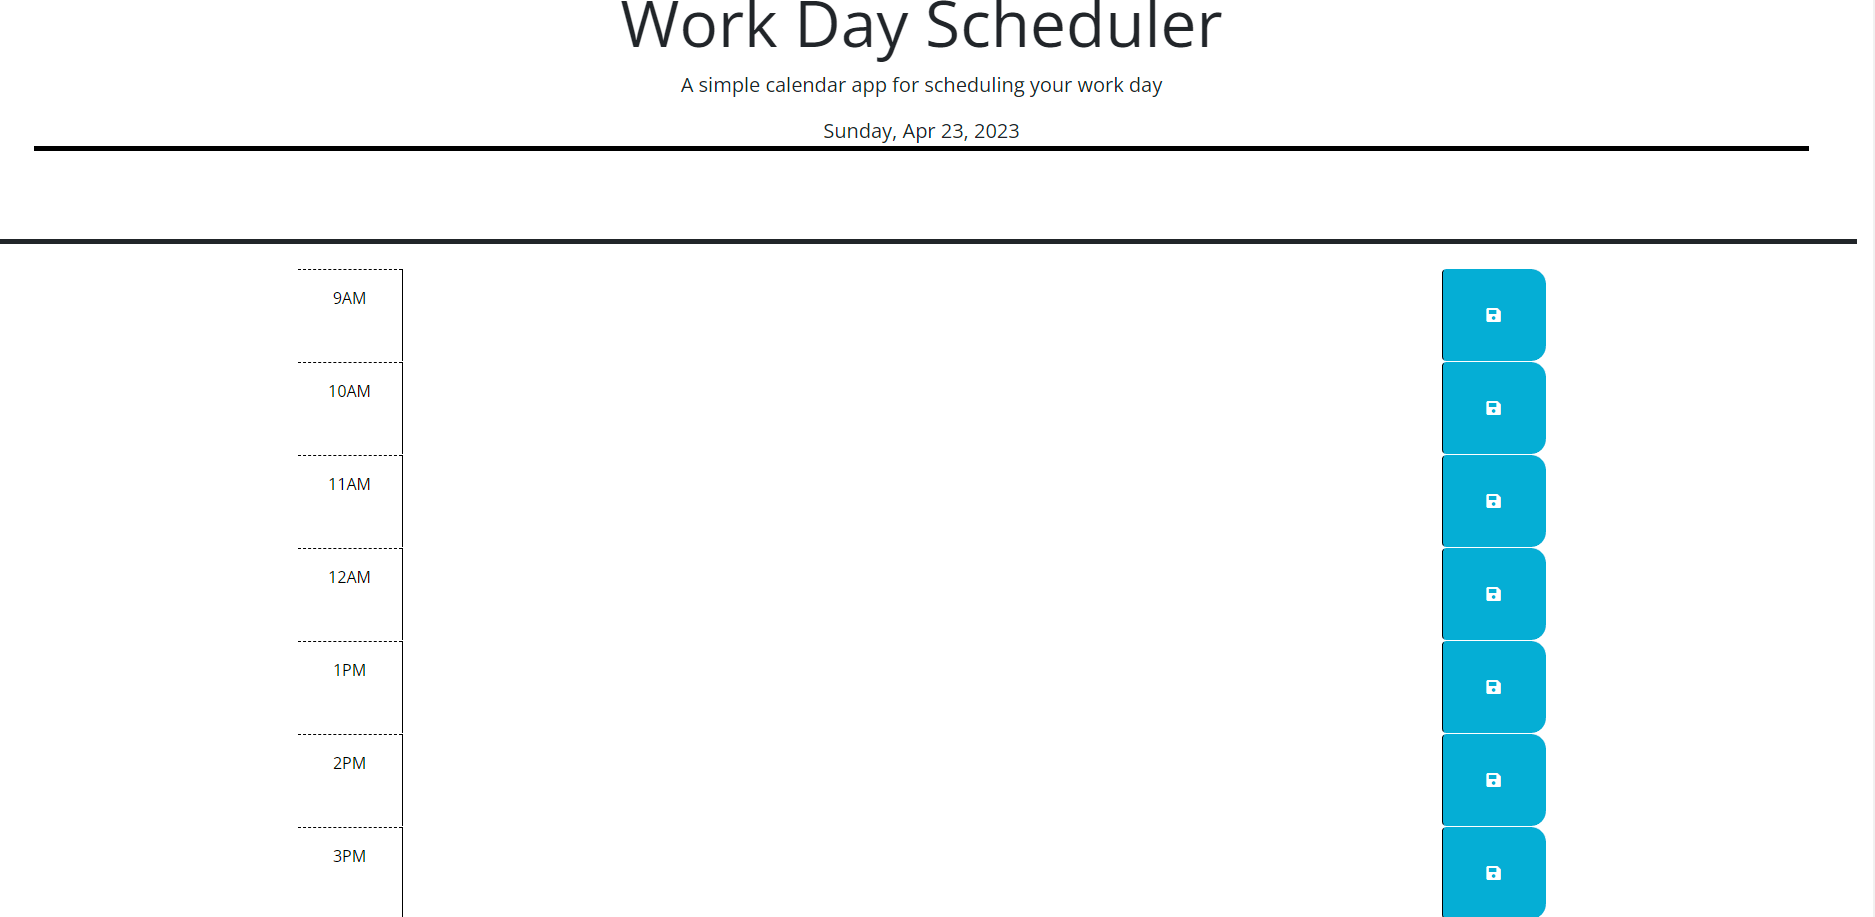 Work Day Scheduler
A simple calendar app for scheduling your work day
Sunday, Apr 23, 2023
9AM
10AM
11AM
12AM
1PM
2PM
3PM